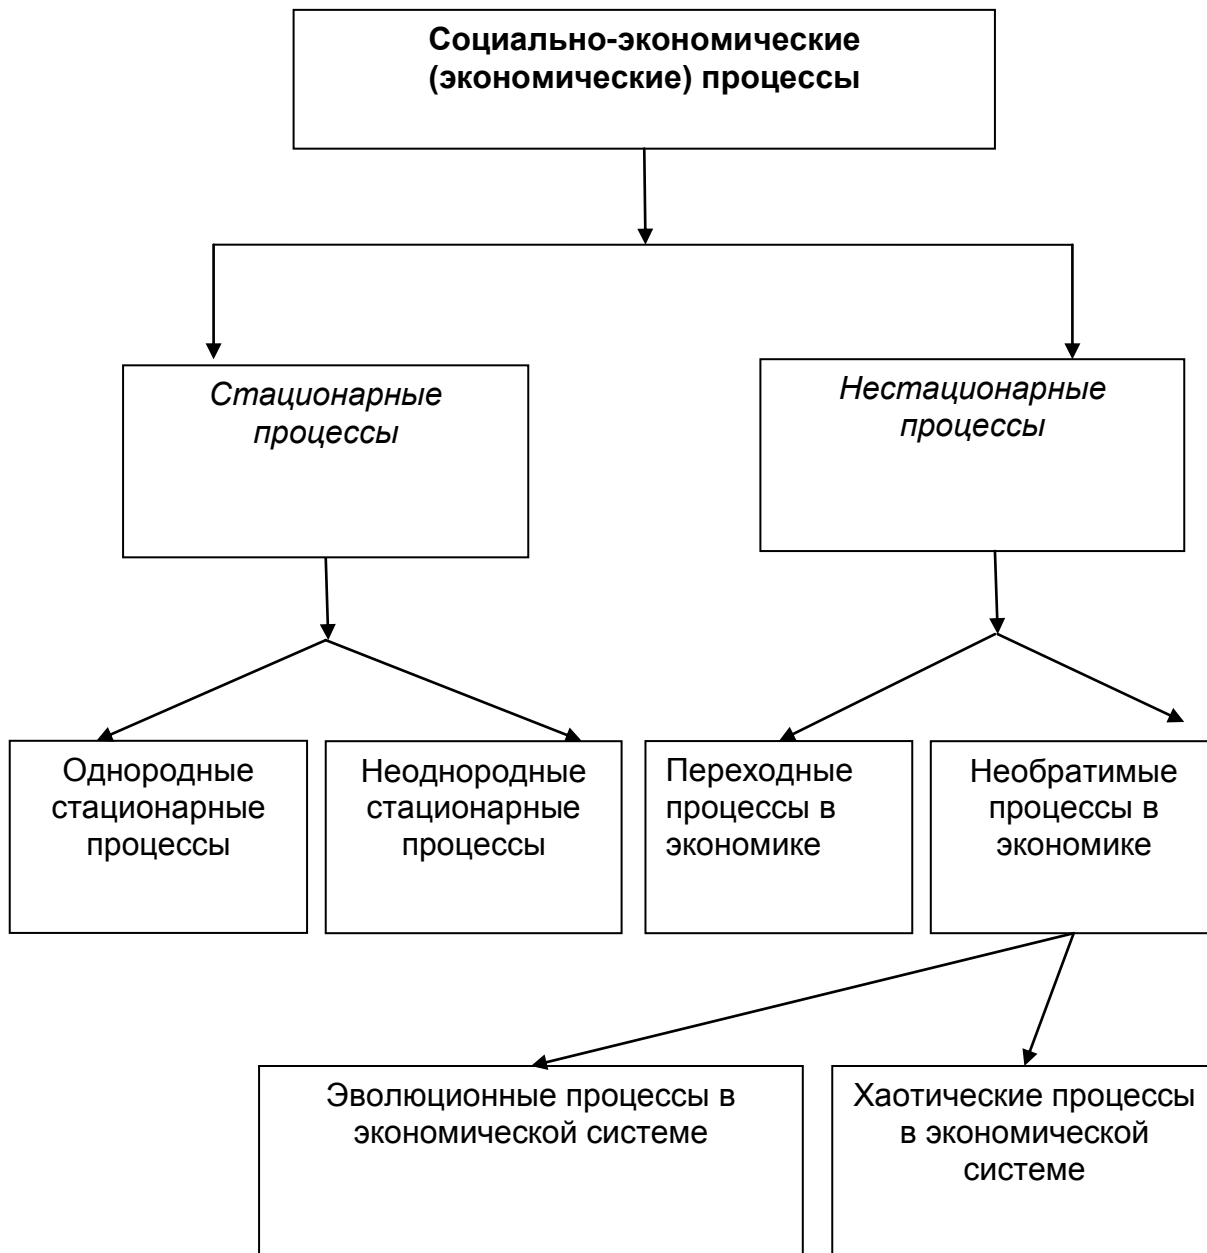 Социально-экономические
(экономические) процессы
Стационарные
процессы
Нестационарные
процессы
Однородные
стационарные
процессы
Неоднородные
стационарные
процессы
Переходные
процессы в
экономике
Необратимые
процессы в
экономике
Эволюционные процессы в
экономической системе
Хаотические процессы
в экономической
системе